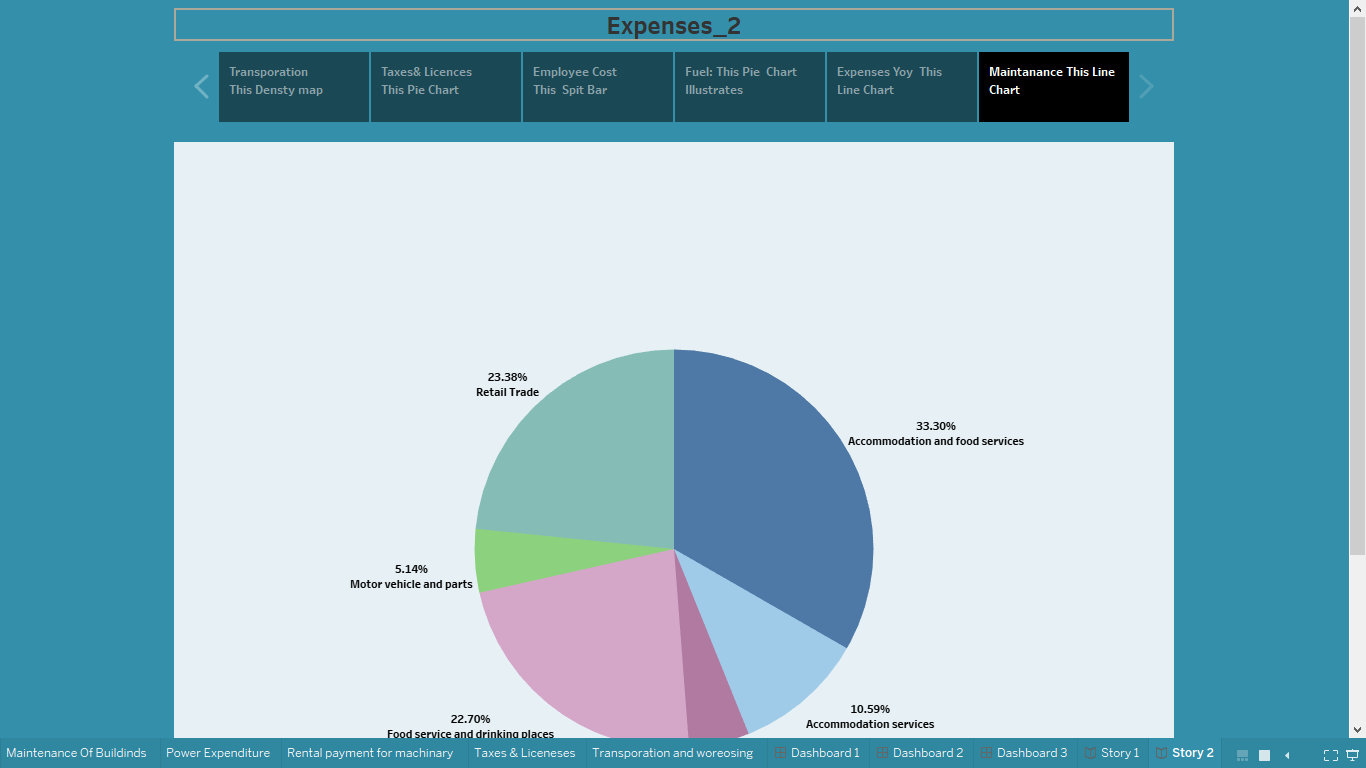 Expenses_2
Transporation
This Densty map
Taxes& Licences
This Pie Chart
Employee Cost
This Spit Bar
Fuel: This Pie Chart
Illustrates
Expenses Yoy This
Line Chart
Maintanance This Line
Chart
23.38%
Retail Trade
33.30%
Accommodation and food services
5.14%
Motor vehicle and parts
10.59%
Accommodation services
22.70%
Food service and drinking places
Maintenance Of Buildinds
Power Expenditure
Rental payment for machinary
Taxes & Liceneses
Transporation and woreosing
Dashboard 1
Dashboard 2
Dashboard 3
Story 1
Story 2